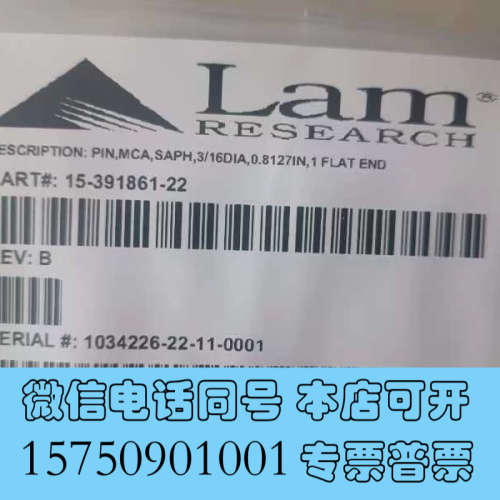 Lam®
RESEARCH
ESCRIPTION: PIN,MCA,SAPH,3/16DIA,0.8127IN,1 FLAT END
ART#: 15-391861-22
EV: B
ERIAL #: 1034226-22-11-0001
微信电话同号 本店可开
15750901001 专票普票